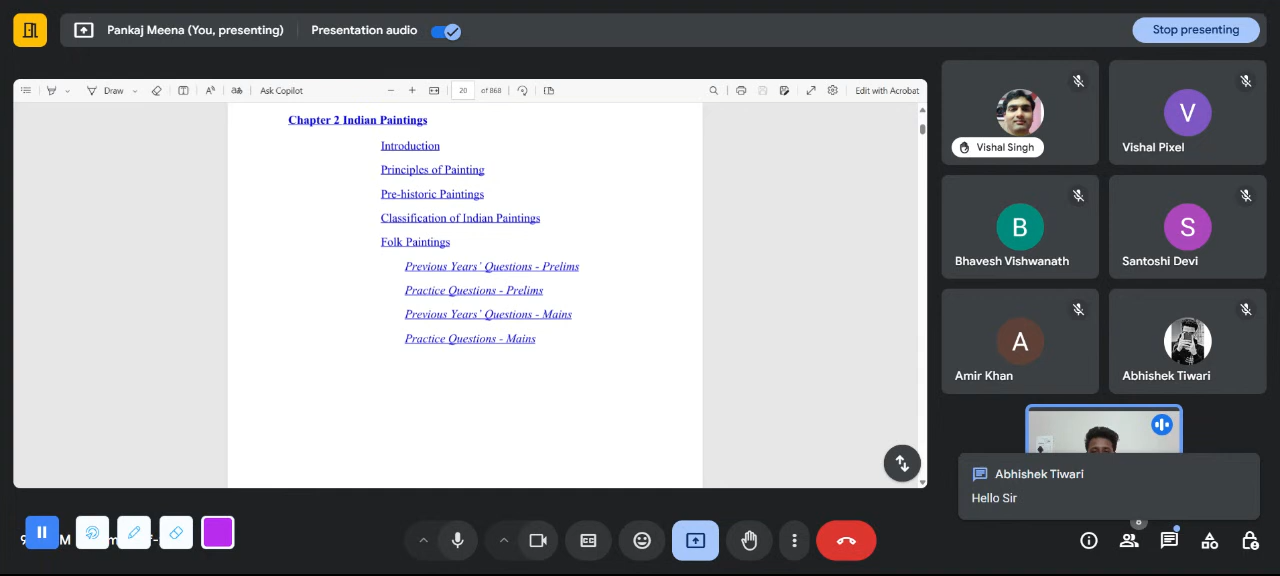 Pankaj Meena (You, presenting)
Presentation audio
Stop presenting
Draw
Ask Copilot
20 of 868
Edit with Acrobat
Chapter 2 Indian Paintings
Introduction
Principles of Painting
Pre-historic Paintings
Classification of Indian Paintings
Folk Paintings
Previous Years' Questions - Prelims
Practice Questions - Prelims
Previous Years' Questions - Mains
Practice Questions - Mains
Vishal Singh
V
Vishal Pixel
B
Bhavesh Vishwanath
S
Santoshi Devi
A
Amir Khan
Abhishek Tiwari
Abhishek Tiwari
Hello Sir
8